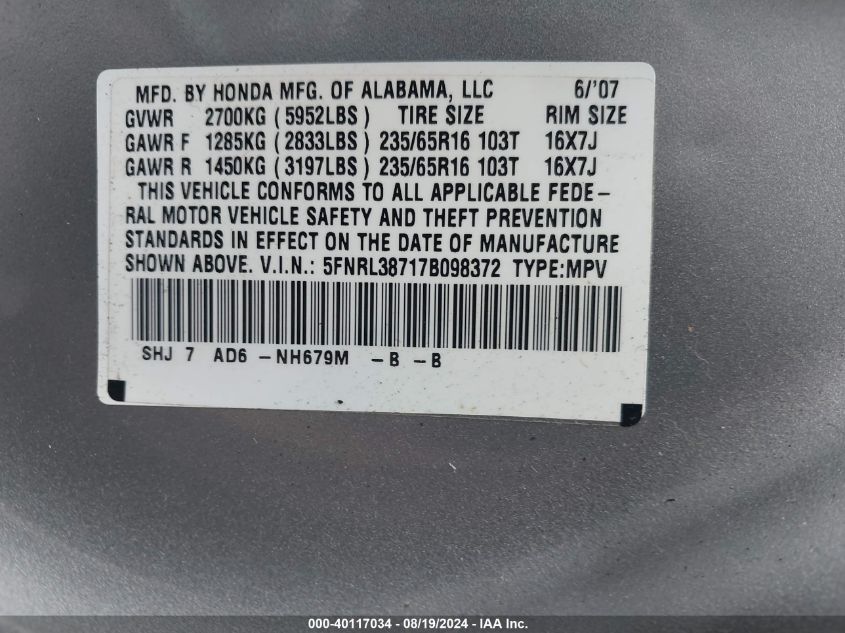 MFD. BY HONDA MFG. OF ALABAMA, LLC 6/'07
GVWR 2700KG (5952LBS) TIRE SIZE RIM SIZE
GAWR F 1285KG (2833LBS) 235/65R16 103T 16X7J
GAWR R 1450KG (3197LBS) 235/65R16 103T 16X7J
THIS VEHICLE CONFORMS TO ALL APPLICABLE FEDE-
RAL MOTOR VEHICLE SAFETY AND THEFT PREVENTION
STANDARDS IN EFFECT ON THE DATE OF MANUFACTURE
SHOWN ABOVE. V.I.N.: 5FNRL38717B098372 TYPE:MPV
SHJ 7 AD6 -NH679M -B -B
000-40117034 - 08/19/2024 - IAA Inc.